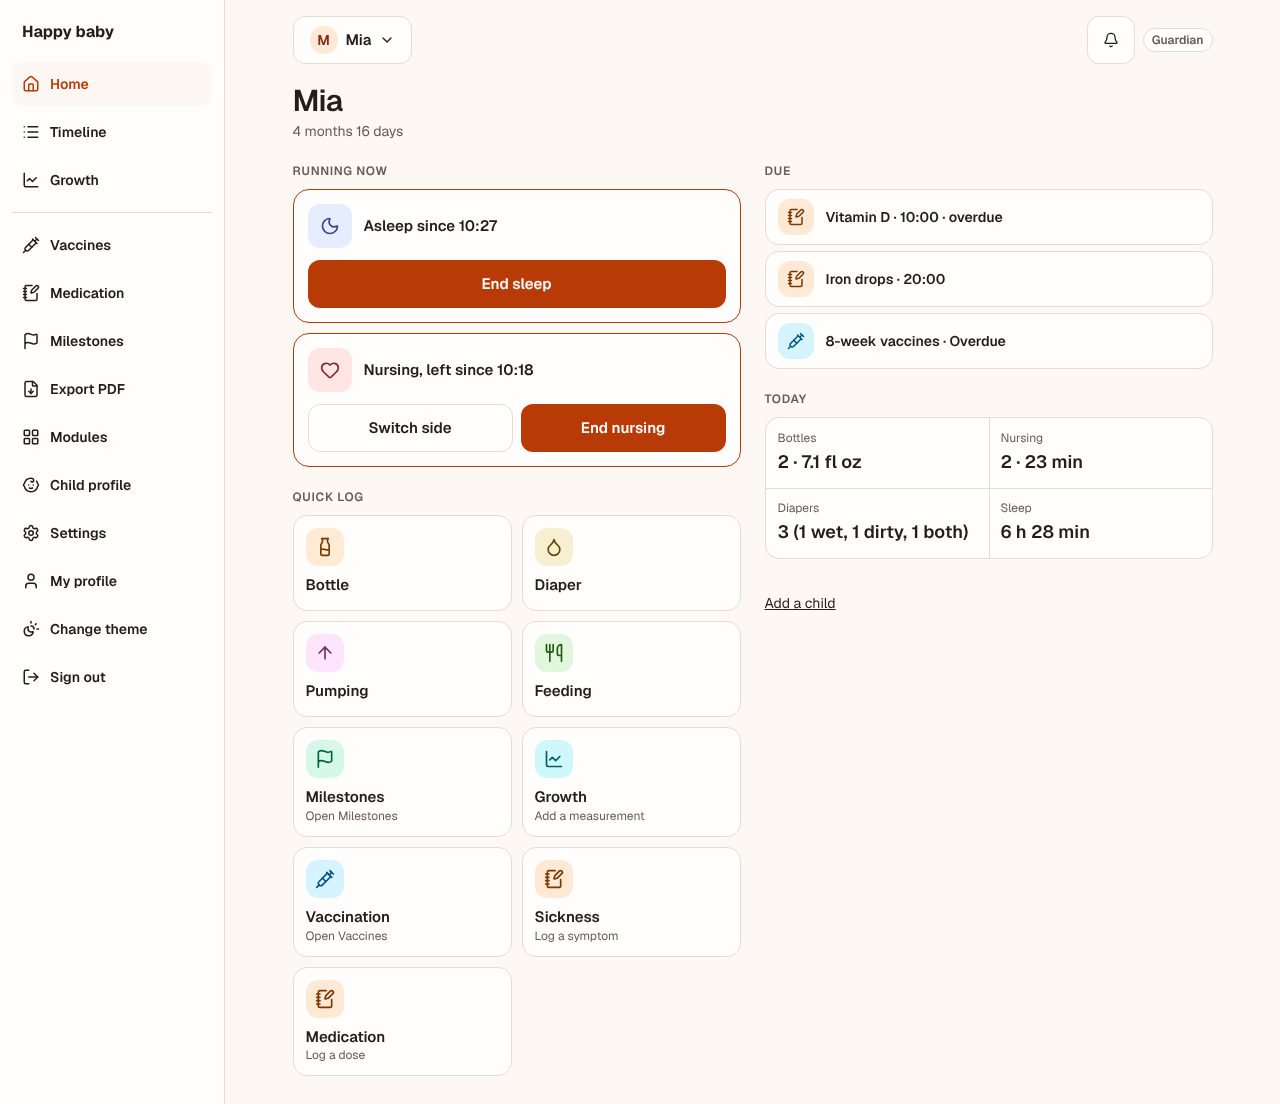 Happy baby
Home
Timeline
Growth
Vaccines
Medication
Milestones
Export PDF
Modules
Child profile
Settings
My profile
Change theme
Sign out
M Mia
Guardian
Mia
4 months 16 days
RUNNING NOW
Asleep since 10:27
End sleep
Nursing, left since 10:18
Switch side
End nursing
QUICK LOG
Bottle
Diaper
Pumping
Feeding
Milestones
Open Milestones
Growth
Add a measurement
Vaccination
Open Vaccines
Sickness
Log a symptom
Medication
Log a dose
DUE
Vitamin D · 10:00 · overdue
Iron drops · 20:00
8-week vaccines · Overdue
TODAY
Bottles
2 · 7.1 fl oz
Nursing
2 · 23 min
Diapers
3 (1 wet, 1 dirty, 1 both)
Sleep
6 h 28 min
Add a child